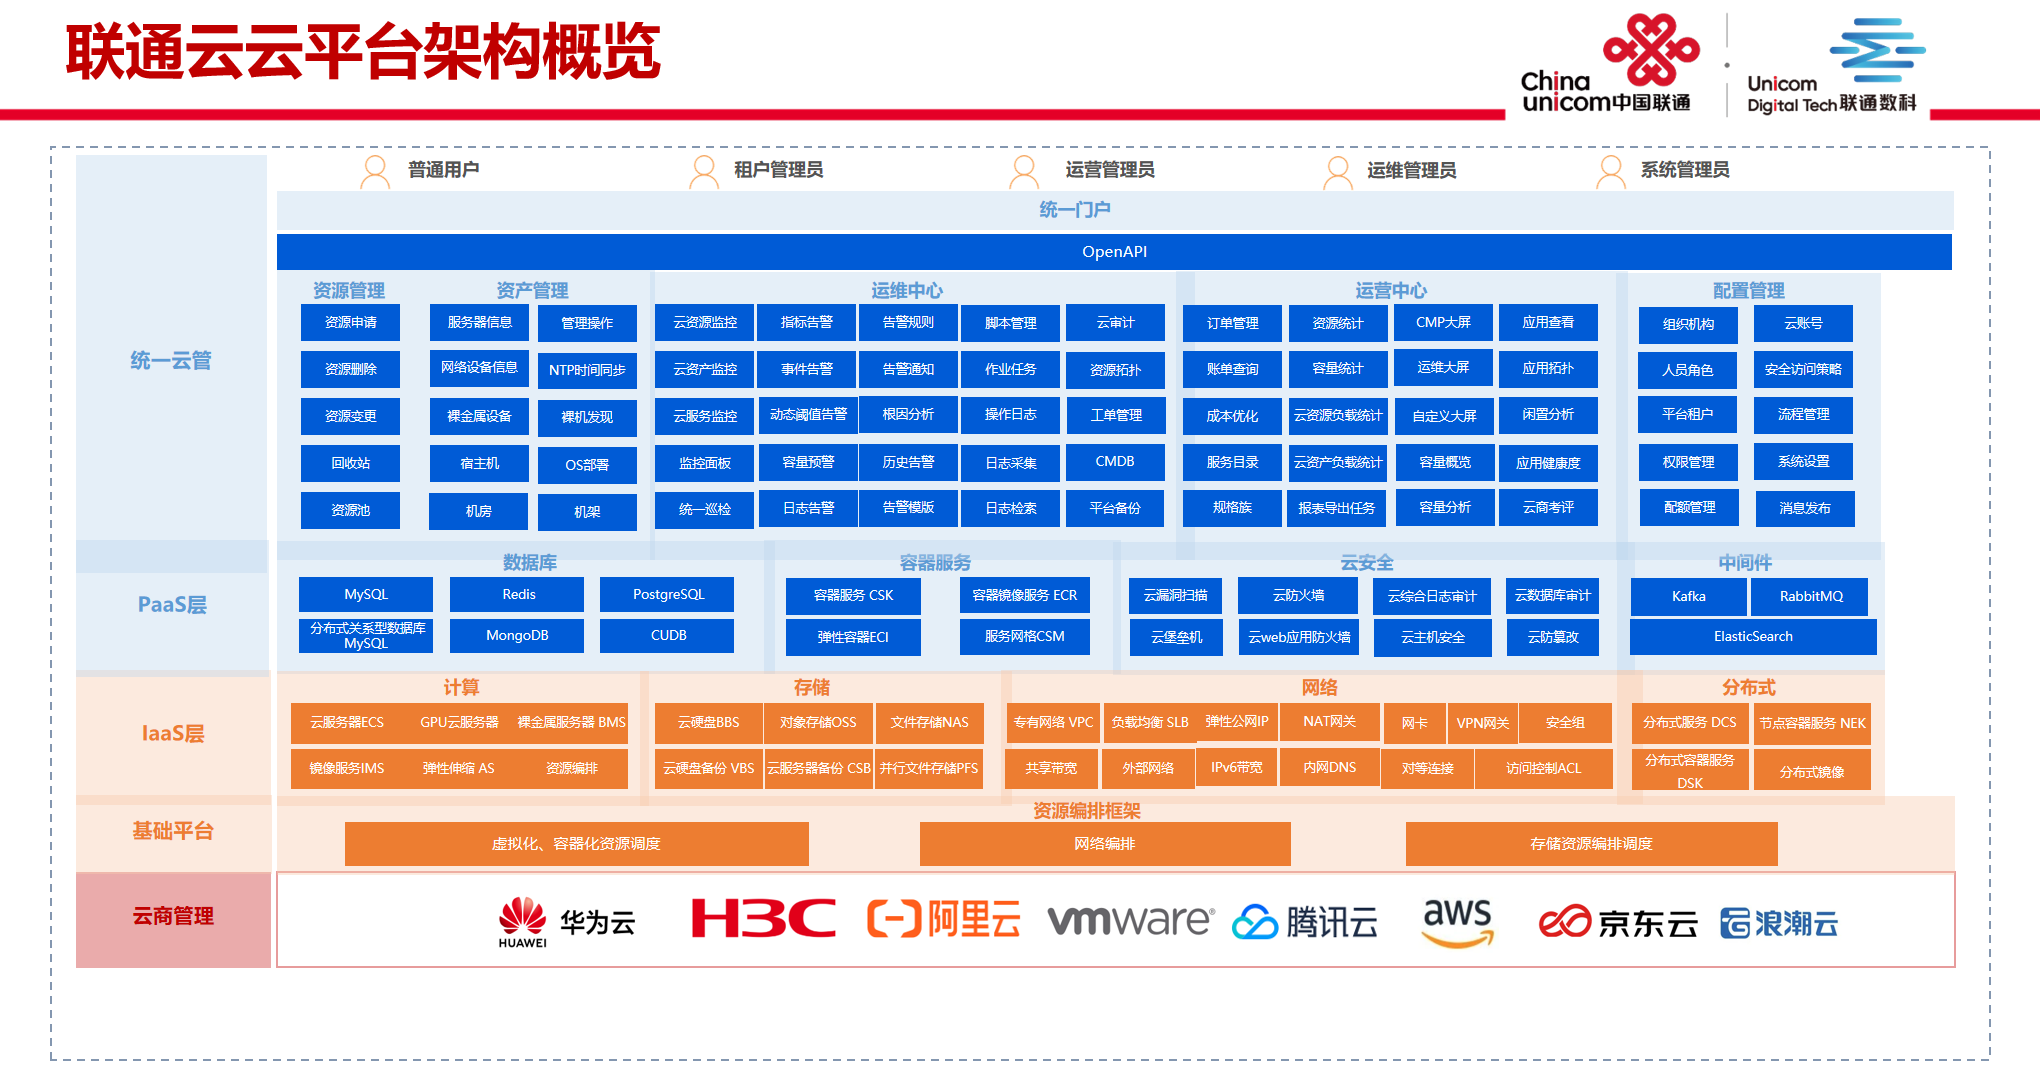 联通云云平台架构概览
China
unicom中国联通
Unicom
Digital Tech联通数科
普通用户 租户管理员 运营管理员 运维管理员 系统管理员
统一门户
OpenAPI
统一云管
资源管理
资源申请
资源删除
资源变更
回收站
资源池
资产管理
服务器信息 管理操作
网络设备信息 NTP时间同步
裸金属设备 裸机发现
宿主机 OS部署
机房 机架
运维中心
云资源监控 指标告警 告警规则 脚本管理 云审计
云资产监控 事件告警 告警通知 作业任务 资源拓扑
云服务监控 动态阈值告警 根因分析 操作日志 工单管理
监控面板 容量预警 历史告警 日志采集 CMDB
统一巡检 日志告警 告警模版 日志检索 平台备份
运营中心
订单管理 资源统计 CMP大屏 应用查看
账单查询 容量统计 运维大屏 应用拓扑
成本优化 云资源负载统计 自定义大屏 闲置分析
服务目录 云资产负载统计 容量概览 应用健康度
规格族 报表导出任务 容量分析 云商考评
配置管理
组织机构 云账号
人员角色 安全访问策略
平台租户 流程管理
权限管理 系统设置
配额管理 消息发布
PaaS层
数据库
MySQL Redis PostgreSQL
分布式关系型数据库
MySQL
MongoDB CUDB
容器服务
容器服务 CSK 容器镜像服务 ECR
弹性容器ECI 服务网格CSM
云安全
云漏洞扫描 云防火墙 云综合日志审计 云数据库审计
云堡垒机 云web应用防火墙 云主机安全 云防篡改
中间件
Kafka RabbitMQ
ElasticSearch
IaaS层
计算
云服务器ECS GPU云服务器 裸金属服务器 BMS
镜像服务IMS 弹性伸缩 AS 资源编排
存储
云硬盘BBS 对象存储OSS 文件存储NAS
云硬盘备份 VBS 云服务器备份 CSB 并行文件存储PFS
网络
专有网络 VPC 负载均衡 SLB 弹性公网IP NAT网关 网卡 VPN网关 安全组
共享带宽 外部网络 IPv6带宽 内网DNS 对等连接 访问控制ACL
分布式
分布式服务 DCS 节点容器服务 NEK
分布式容器服务
DSK
分布式镜像
基础平台
资源编排框架
虚拟化、容器化资源调度 网络编排 存储资源编排调度
云商管理
HUAWEI 华为云 H3C 阿里云 vmware® 腾讯云 aws 京东云 浪潮云